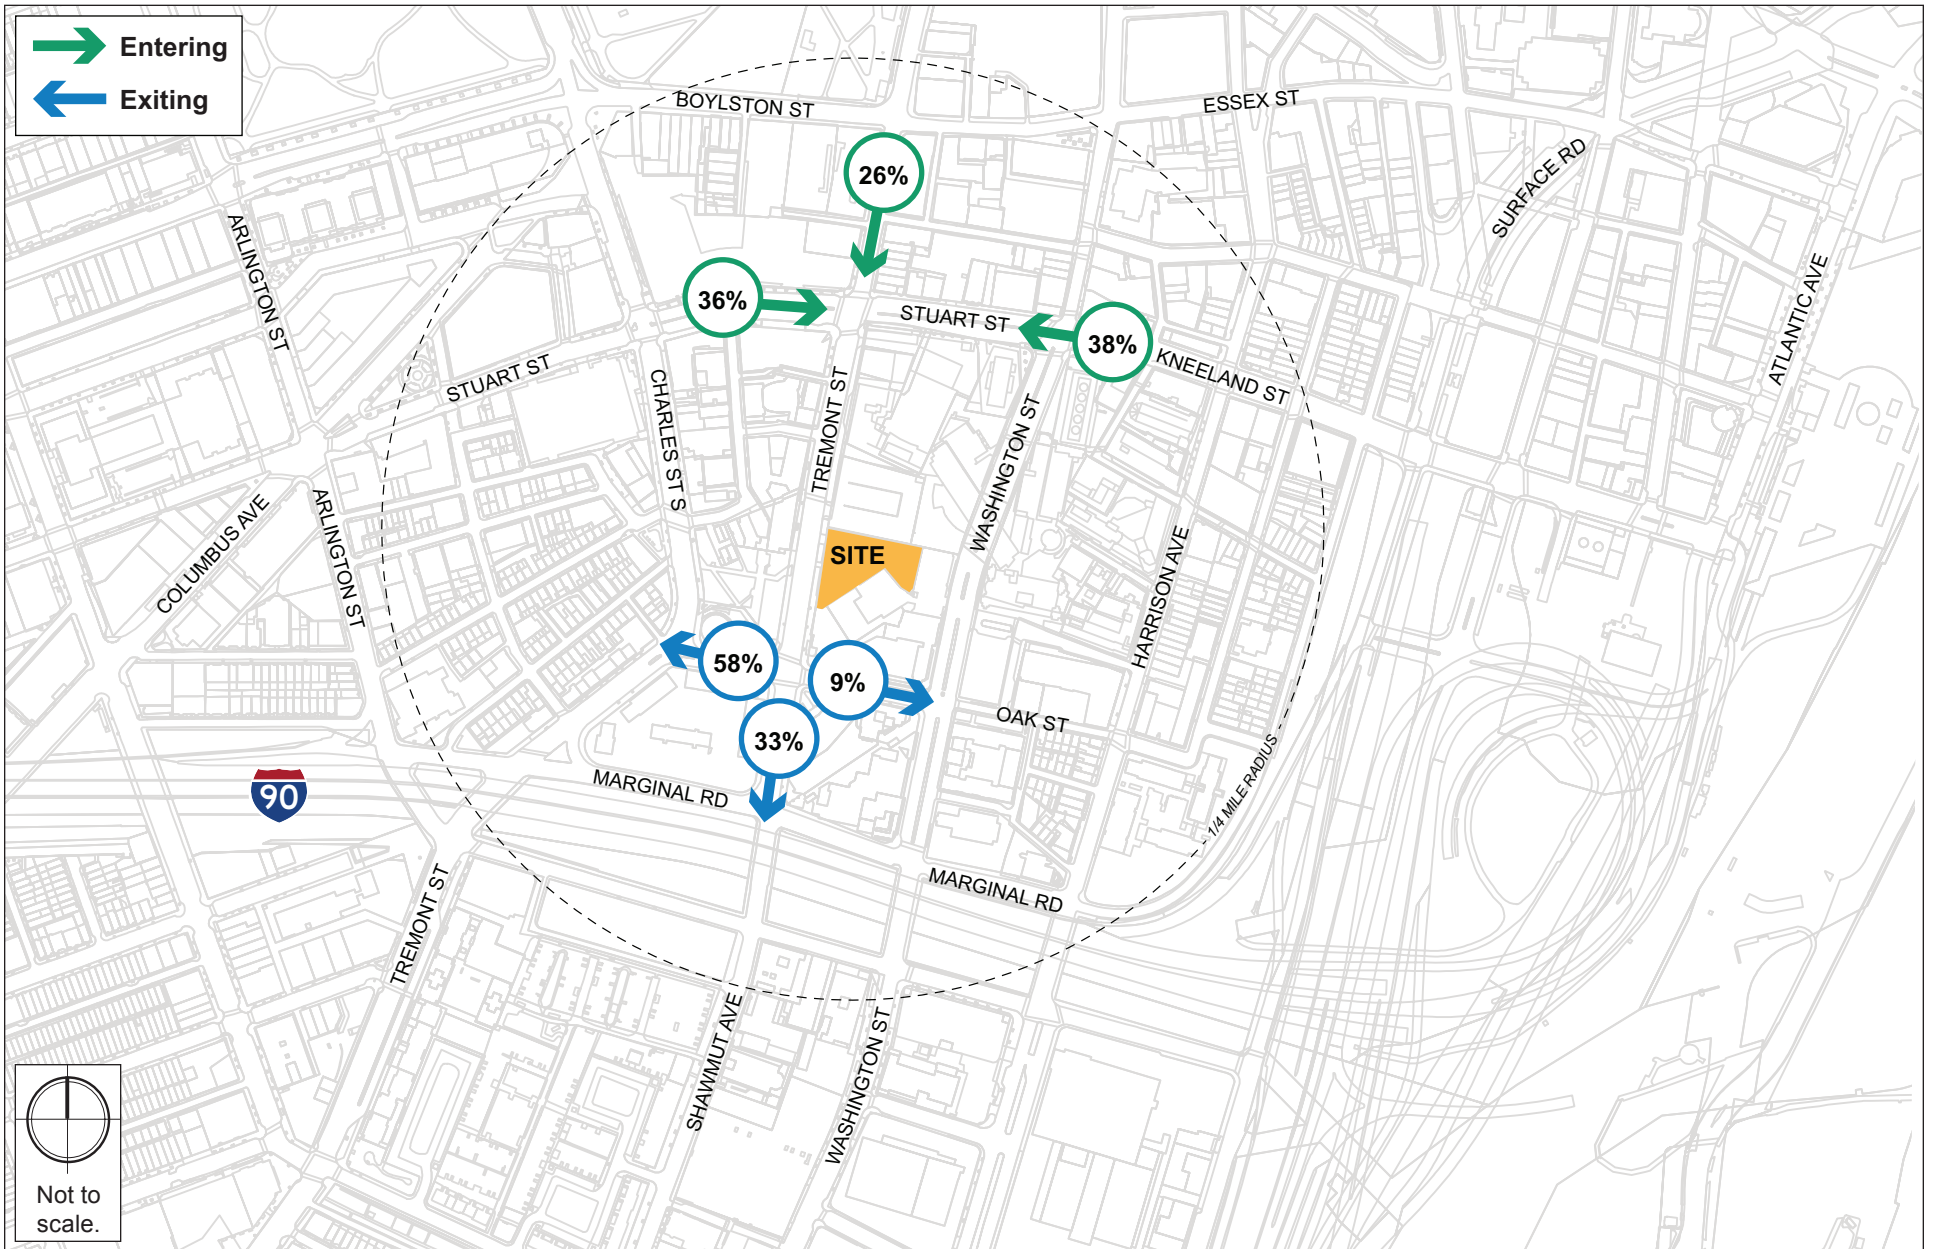 Entering
Exiting
BOYLSTON ST
ESSEX ST
26%
SURFACE RD
ARLINGTON ST
ATLANTIC AVE
36%
STUART ST
38%
KNEELAND ST
STUART ST
CHARLES ST S
TREMONT ST
WASHINGTON ST
COLUMBUS AVE
ARLINGTON ST
SITE
HARRISON AVE
58%
9%
OAK ST
33%
1/4 MILE RADIUS
90
MARGINAL RD
MARGINAL RD
TREMONT ST
SHAWMUT AVE
WASHINGTON ST
Not to
scale.